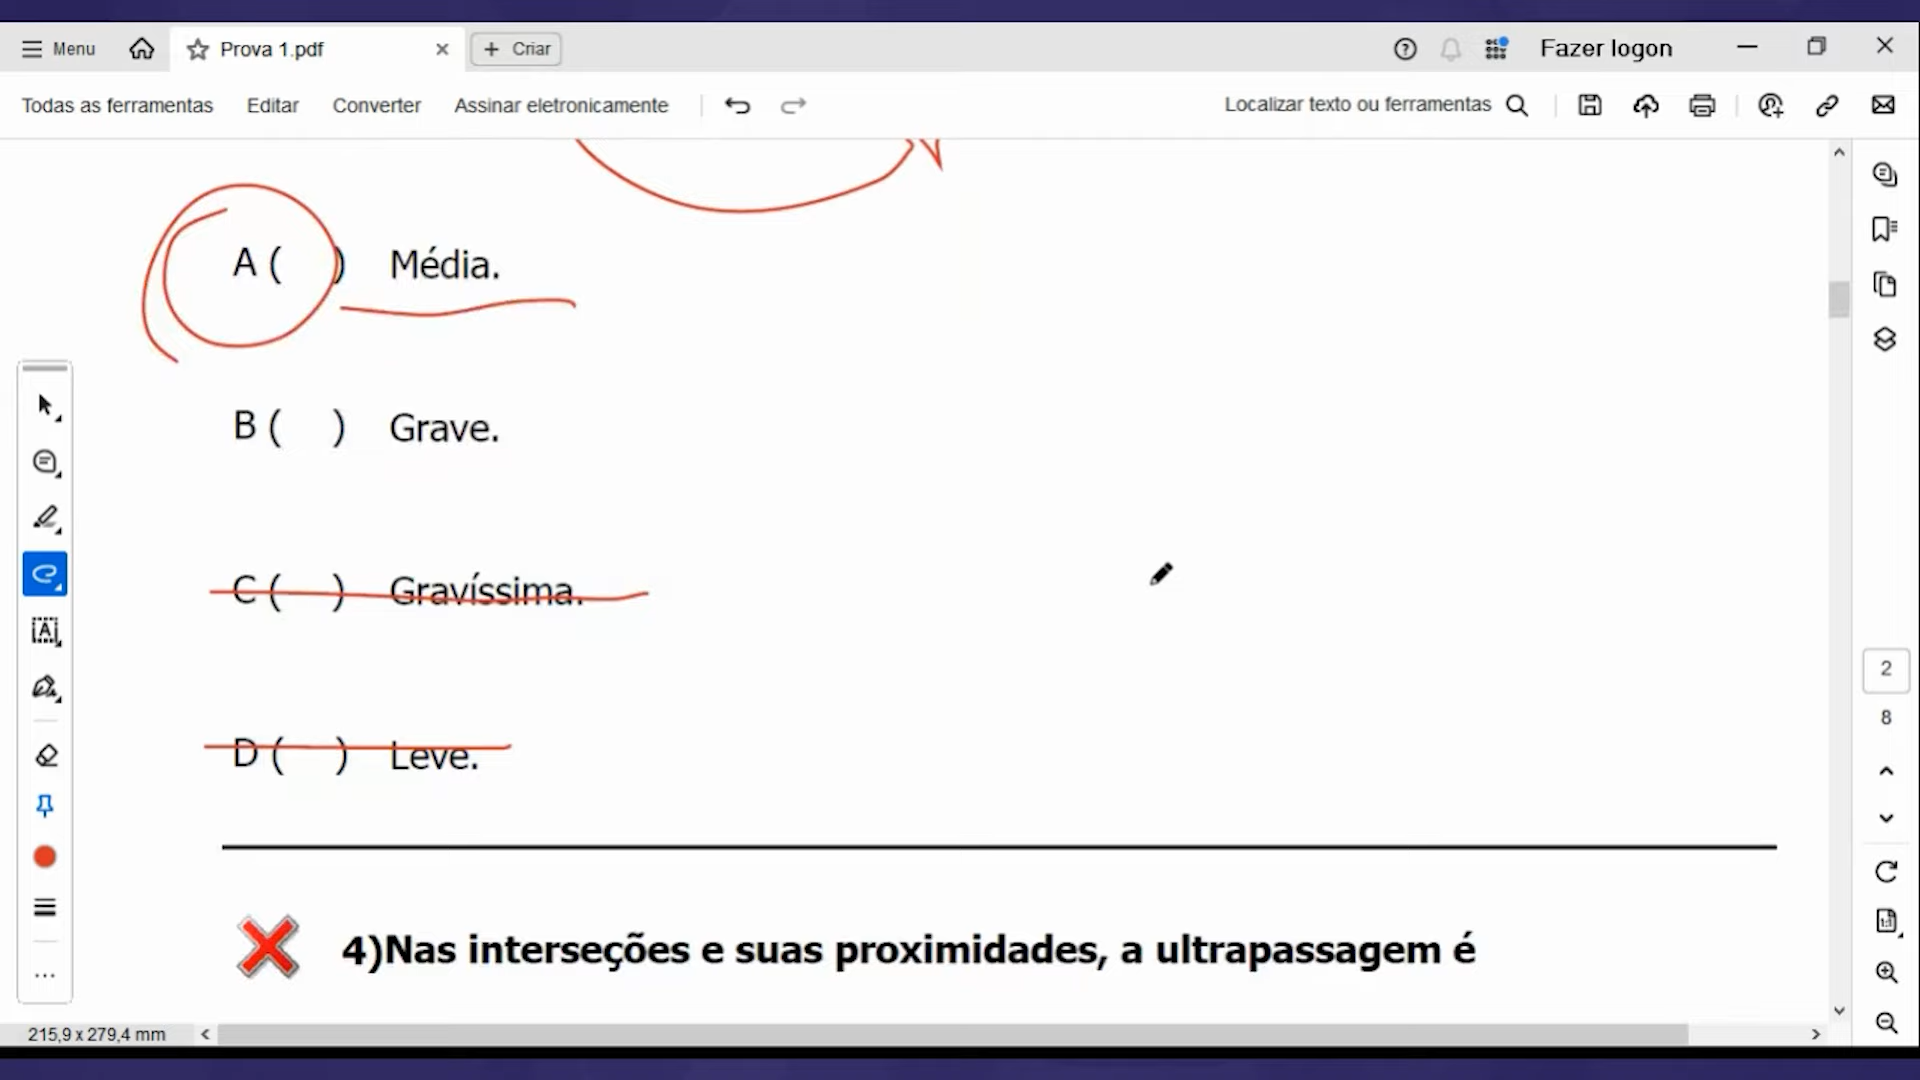 Menu
Prova 1.pdf
Criar
Fazer logon
Todas as ferramentas
Editar
Converter
Assinar eletronicamente
Localizar texto ou ferramentas
A ( ) Média.
B ( ) Grave.
C ( ) Gravíssima.
D ( ) Leve.
4)Nas interseções e suas proximidades, a ultrapassagem é
2
8
215,9 x 279,4 mm